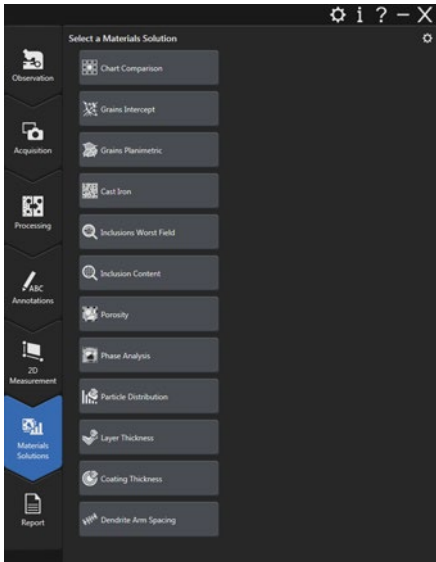 i ? – X
Select a Materials Solution
Observation
Acquisition
Processing
ABC
Annotations
2D
Measurement
Materials
Solutions
Report
Chart Comparison
Grains Intercept
Grains Planimetric
Cast Iron
Inclusions Worst Field
Inclusion Content
Porosity
Phase Analysis
Particle Distribution
Layer Thickness
Coating Thickness
Dendrite Arm Spacing